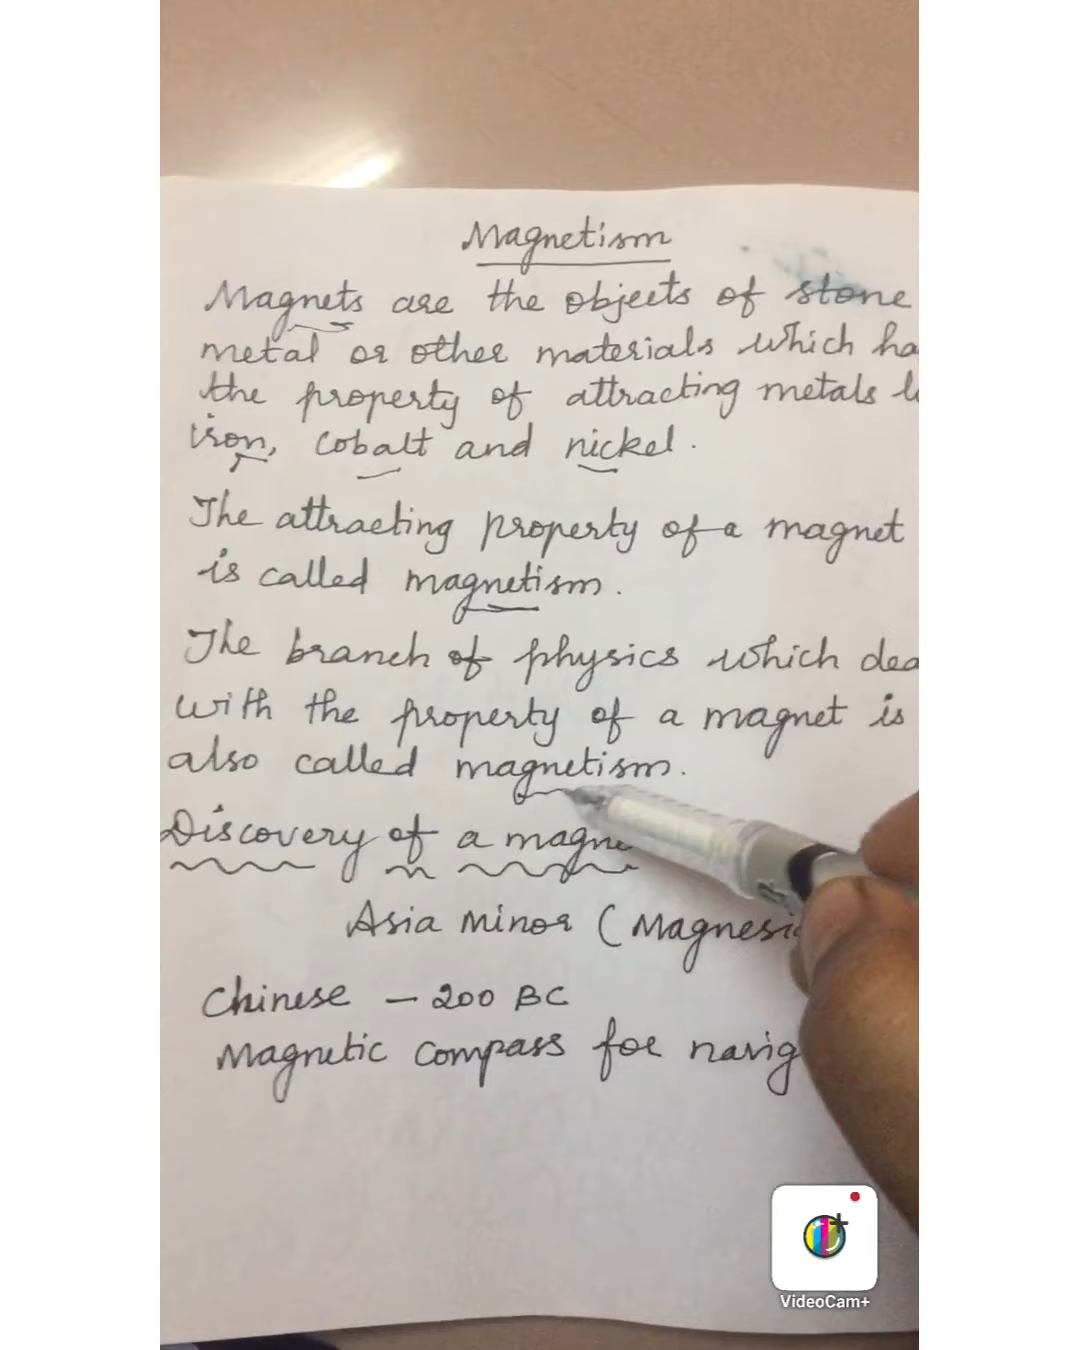 Magnetism
Magnets are the objects of stone
metal or other materials which ha
the property of attracting metals l
iron, cobalt and nickel.
The attracting property of a magnet
is called magnetism.
The branch of physics which dea
with the property of a magnet is
also called magnetism.
Discovery of a magne
Asia Minor (Magnesi
Chinese - 200 BC
Magnetic Compass for navig
VideoCam+